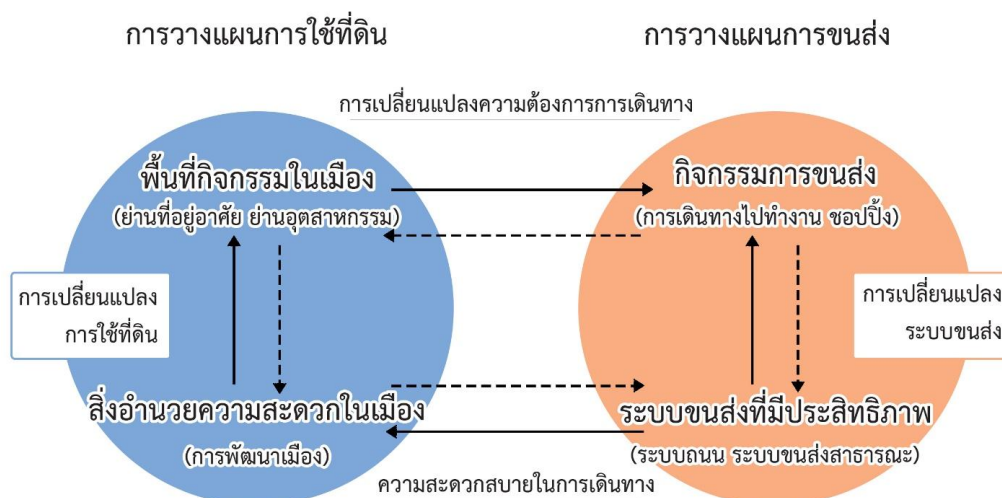 การวางแผนการใช้ที่ดิน
การวางแผนการขนส่ง
การเปลี่ยนแปลงความต้องการการเดินทาง
พื้นที่กิจกรรมในเมือง
(ย่านที่อยู่อาศัย ย่านอุตสาหกรรม)
กิจกรรมการขนส่ง
(การเดินทางไปทำงาน ชอปปิ้ง)
การเปลี่ยนแปลง
การใช้ที่ดิน
การเปลี่ยนแปลง
ระบบขนส่ง
สิ่งอำนวยความสะดวกในเมือง
(การพัฒนาเมือง)
ระบบขนส่งที่มีประสิทธิภาพ
(ระบบถนน ระบบขนส่งสาธารณะ)
ความสะดวกสบายในการเดินทาง